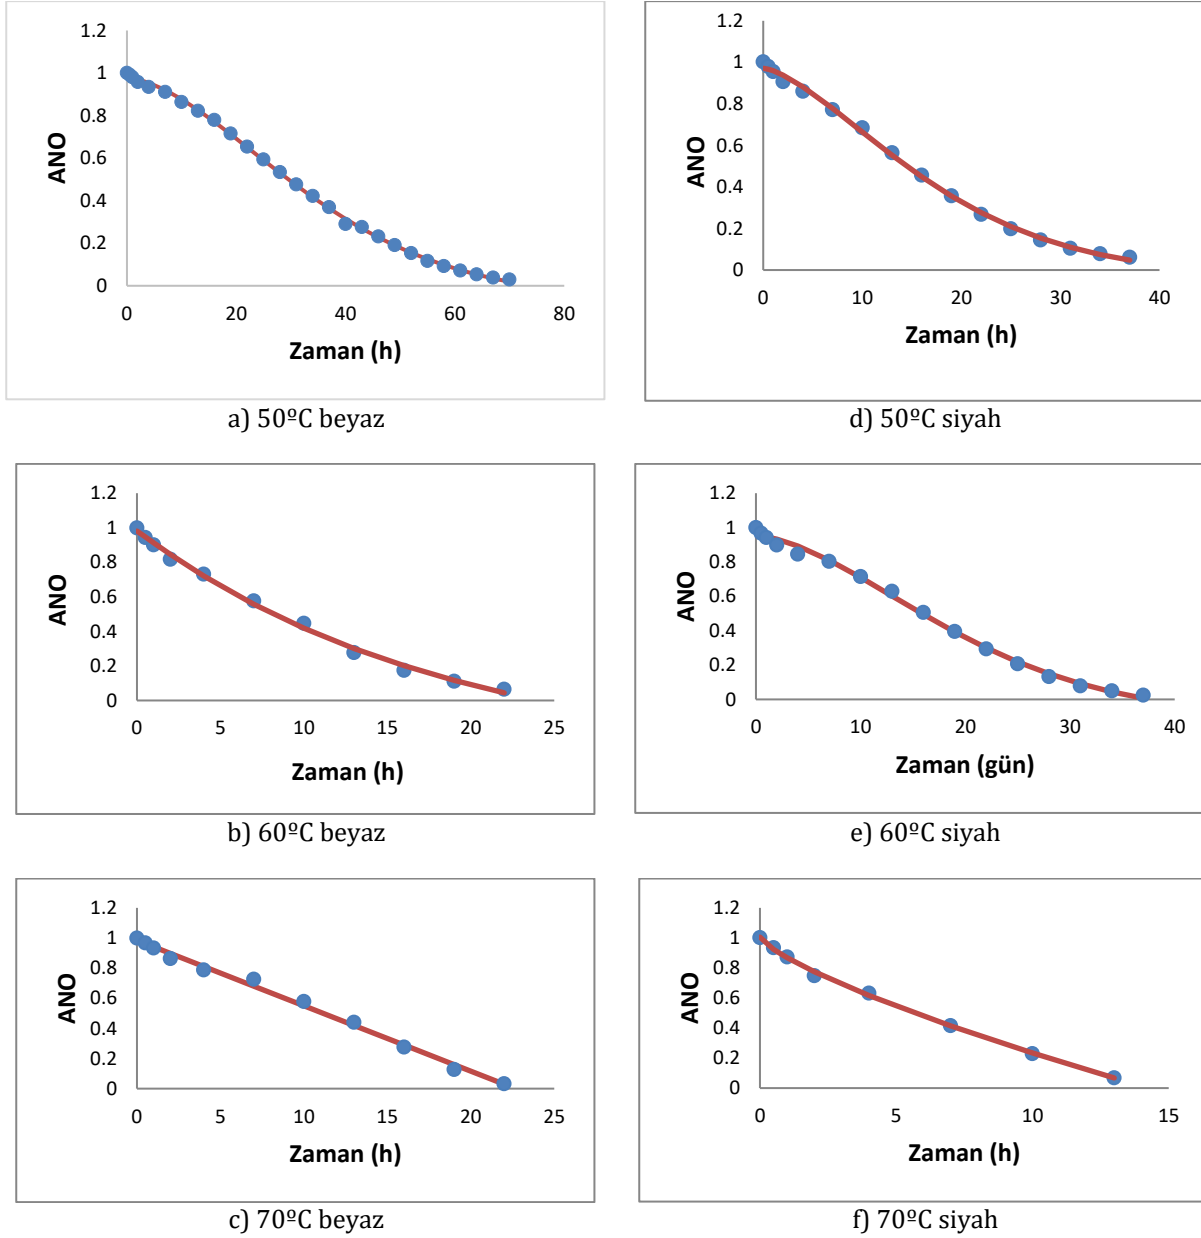 1.2
1
0.8
0.6
0.4
0.2
0
ANO
0 20 40 60 80
Zaman (h)
a) 50ºC beyaz
1.2
1
0.8
0.6
0.4
0.2
0
ANO
0 10 20 30 40
Zaman (h)
d) 50ºC siyah
1.2
1
0.8
0.6
0.4
0.2
0
ANO
0 5 10 15 20 25
Zaman (h)
b) 60ºC beyaz
1.2
1
0.8
0.6
0.4
0.2
0
ANO
0 10 20 30 40
Zaman (gün)
e) 60ºC siyah
1.2
1
0.8
0.6
0.4
0.2
0
ANO
0 5 10 15 20 25
Zaman (h)
c) 70ºC beyaz
1.2
1
0.8
0.6
0.4
0.2
0
ANO
0 5 10 15
Zaman (h)
f) 70ºC siyah